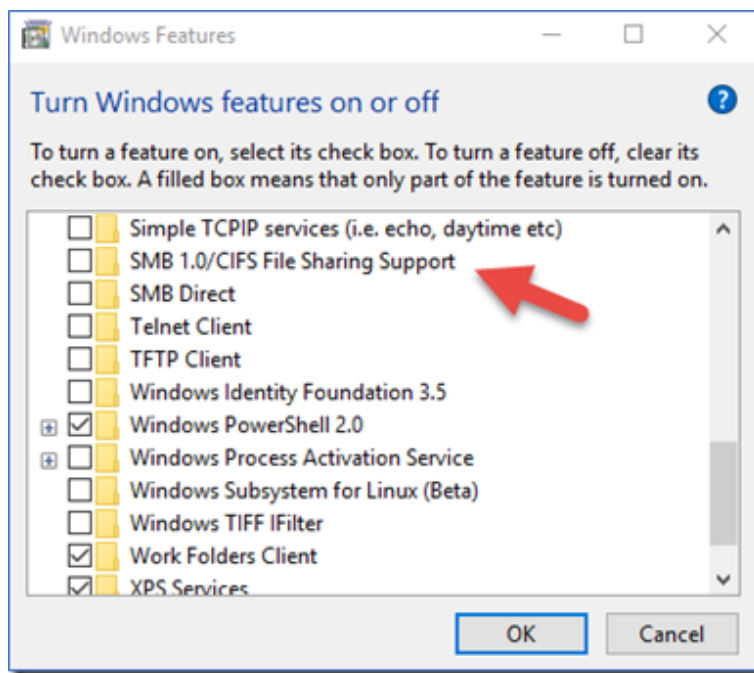 Windows Features
Turn Windows features on or off
To turn a feature on, select its check box. To turn a feature off, clear its
check box. A filled box means that only part of the feature is turned on.
Simple TCPIP services (i.e. echo, daytime etc)
SMB 1.0/CIFS File Sharing Support
SMB Direct
Telnet Client
TFTP Client
Windows Identity Foundation 3.5
Windows PowerShell 2.0
Windows Process Activation Service
Windows Subsystem for Linux (Beta)
Windows TIFF IFilter
Work Folders Client
XPS Services
OK Cancel